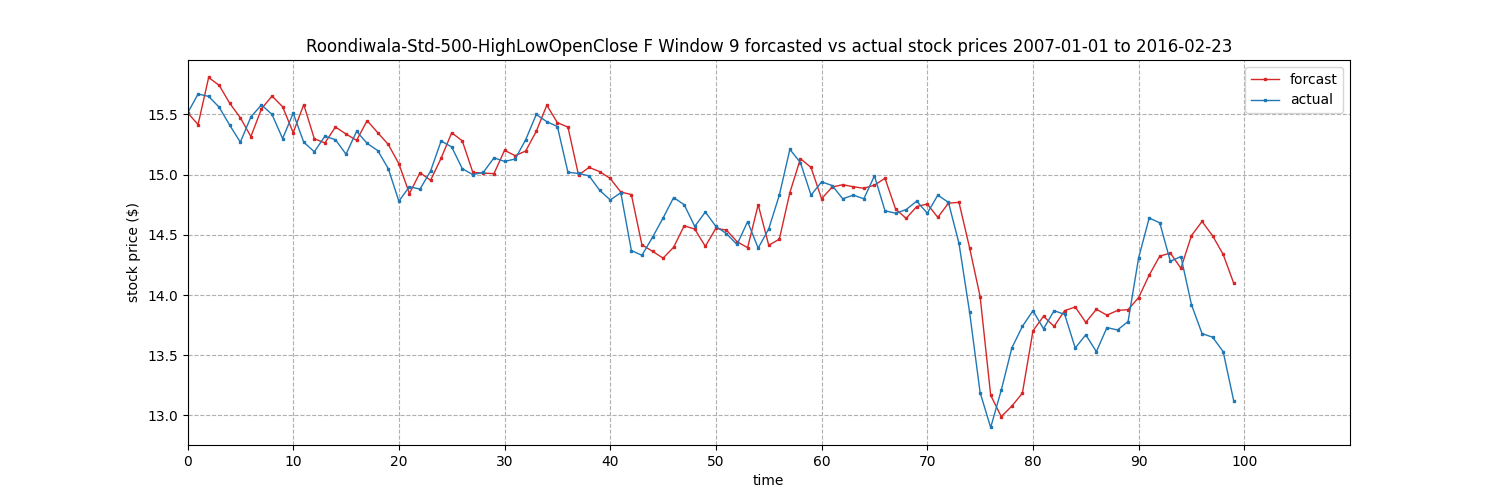 Roondiwala-Std-500-HighLowOpenClose F Window 9 forcasted vs actual stock prices 2007-01-01 to 2016-02-23
forcast
actual
stock price ($)
15.5
15.0
14.5
14.0
13.5
13.0
0 10 20 30 40 50 60 70 80 90 100
time